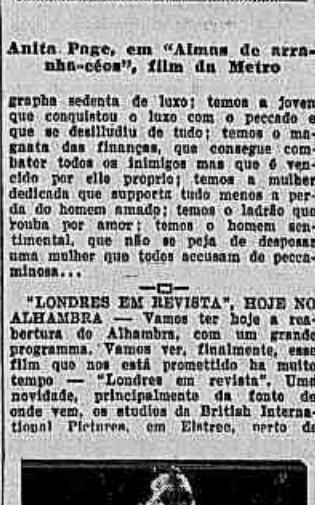 Anita Page, em "Almas de arra-
nha-céos", film da Metro
grapha sedenta de luxo; temos a joven
que conquistou o luxo com o peccado e
que se desilludiu de tudo; temos o ma-
gnata das finanças, que consegue com-
bater todos os inimigos mas que é ven-
cido por elle proprio; temos a mulher
dedicada que supporta tudo menos a per-
da do homem amado; temos o ladrão que
rouba por amor; temos o homem sen-
timental, que não se peja de desposar
uma mulher que todos accusam de pecca-
minosa...
"LONDRES EM REVISTA", HOJE NO
ALHAMBRA — Vamos ter hoje a rea-
bertura do Alhambra, com um grande
programma. Vamos ver, finalmente, esse
film que nos está promettido ha muito
tempo — "Londres em revista". Uma
novidade, principalmente da fonte de
onde vem, os studios da British Interna-
tional Pictures, em Elstree, perto de